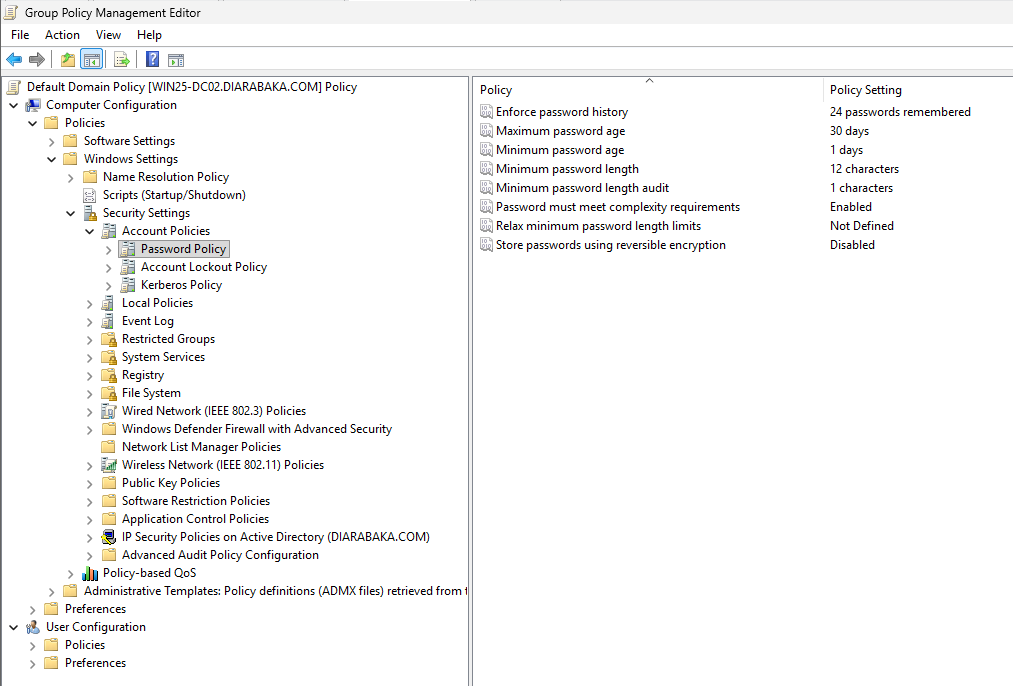 Group Policy Management Editor
File Action View Help
Default Domain Policy [WIN25-DC02.DIARABAKA.COM] Policy
Computer Configuration
Policies
Software Settings
Windows Settings
Name Resolution Policy
Scripts (Startup/Shutdown)
Security Settings
Account Policies
Password Policy
Account Lockout Policy
Kerberos Policy
Local Policies
Event Log
Restricted Groups
System Services
Registry
File System
Wired Network (IEEE 802.3) Policies
Windows Defender Firewall with Advanced Security
Network List Manager Policies
Wireless Network (IEEE 802.11) Policies
Public Key Policies
Software Restriction Policies
Application Control Policies
IP Security Policies on Active Directory (DIARABAKA.COM)
Advanced Audit Policy Configuration
Policy-based QoS
Administrative Templates: Policy definitions (ADMX files) retrieved from
Preferences
User Configuration
Policies
Preferences
Policy Policy Setting
Enforce password history 24 passwords remembered
Maximum password age 30 days
Minimum password age 1 days
Minimum password length 12 characters
Minimum password length audit 1 characters
Password must meet complexity requirements Enabled
Relax minimum password length limits Not Defined
Store passwords using reversible encryption Disabled